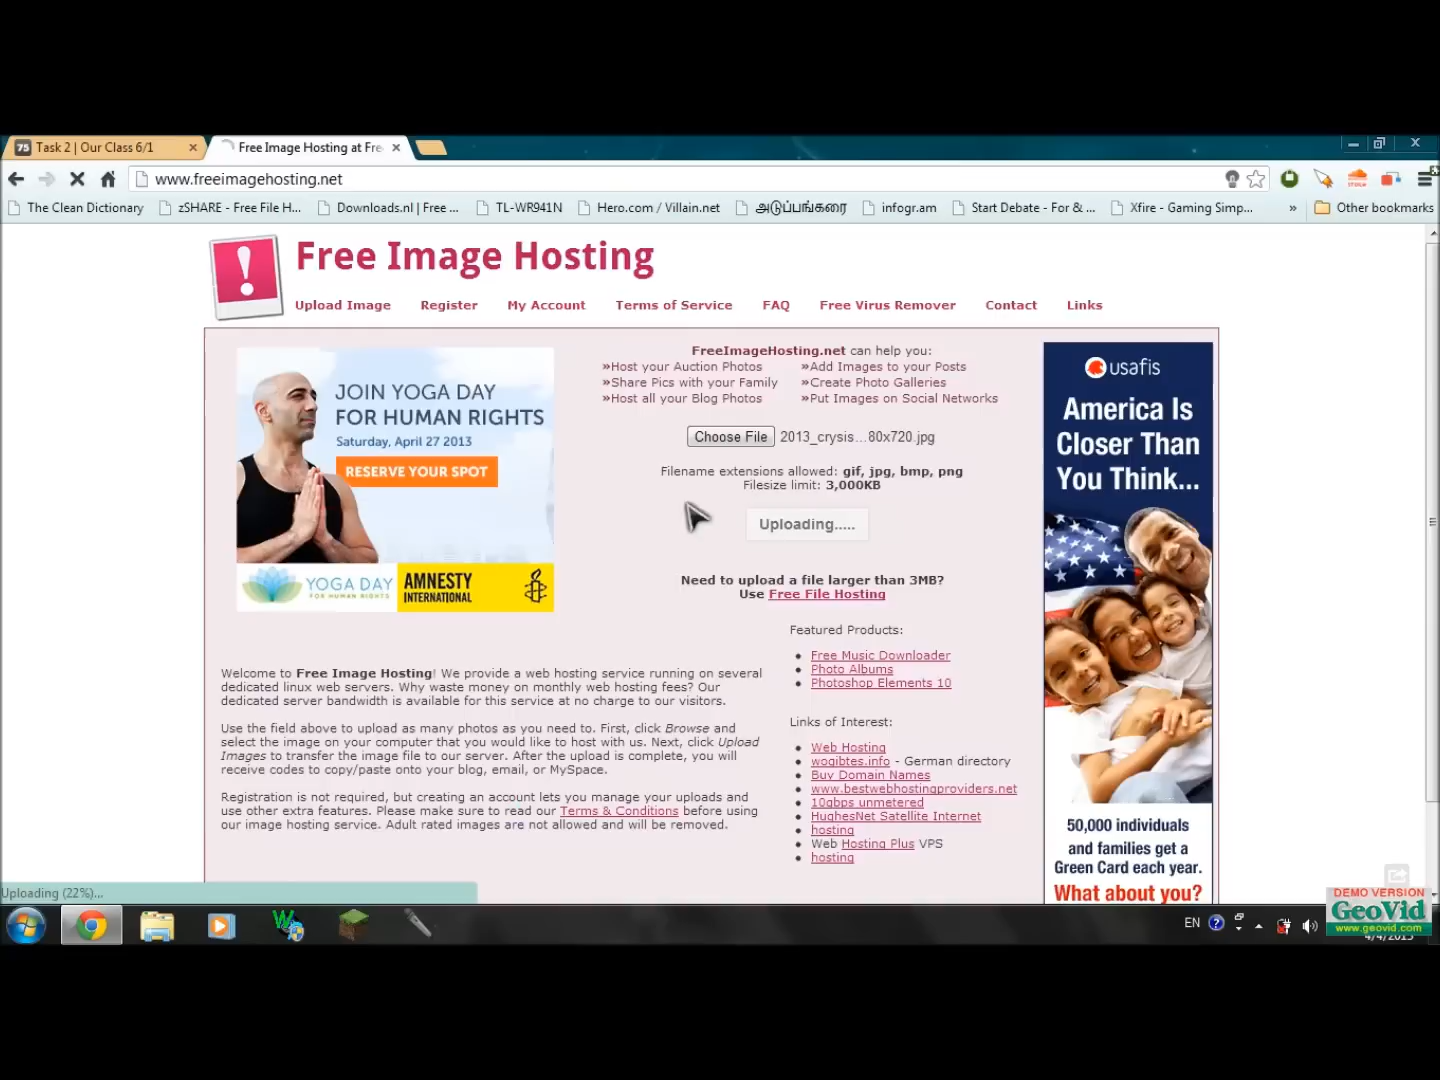 Task 2 | Our Class 6/1
Free Image Hosting at Fre
www.freeimagehosting.net
The Clean Dictionary
zSHARE - Free File H...
Downloads.nl | Free ...
TL-WR941N
Hero.com / Villain.net
அடுப்பங்கரை
infogr.am
Start Debate - For & ...
Xfire - Gaming Simp...
»
Other bookmarks
Free Image Hosting
Upload Image
Register
My Account
Terms of Service
FAQ
Free Virus Remover
Contact
Links
JOIN YOGA DAY
FOR HUMAN RIGHTS
Saturday, April 27 2013
RESERVE YOUR SPOT
YOGA DAY
FOR HUMAN RIGHTS
AMNESTY
INTERNATIONAL
FreeImageHosting.net can help you:
»Host your Auction Photos
»Add Images to your Posts
»Share Pics with your Family
»Create Photo Galleries
»Host all your Blog Photos
»Put Images on Social Networks
Choose File 2013_crysis...80x720.jpg
Filename extensions allowed: gif, jpg, bmp, png
Filesize limit: 3,000KB
Uploading.....
Need to upload a file larger than 3MB?
Use Free File Hosting
Featured Products:
Free Music Downloader
Photo Albums
Photoshop Elements 10
Links of Interest:
Web Hosting
wogibtes.info - German directory
Buy Domain Names
www.bestwebhostingproviders.net
10gbps unmetered
HughesNet Satellite Internet
hosting
Web Hosting Plus VPS
hosting
Welcome to Free Image Hosting! We provide a web hosting service running on several
dedicated linux web servers. Why waste money on monthly web hosting fees? Our
dedicated server bandwidth is available for this service at no charge to our visitors.
Use the field above to upload as many photos as you need to. First, click Browse and
select the image on your computer that you would like to host with us. Next, click Upload
Images to transfer the image file to our server. After the upload is complete, you will
receive codes to copy/paste onto your blog, email, or MySpace.
Registration is not required, but creating an account lets you manage your uploads and
use other extra features. Please make sure to read our Terms & Conditions before using
our image hosting service. Adult rated images are not allowed and will be removed.
usafis
America Is
Closer Than
You Think...
50,000 individuals
and families get a
Green Card each year.
What about you?
Uploading (22%)...
EN
DEMO VERSION
GeoVid
www.geovid.com
4/4/2013